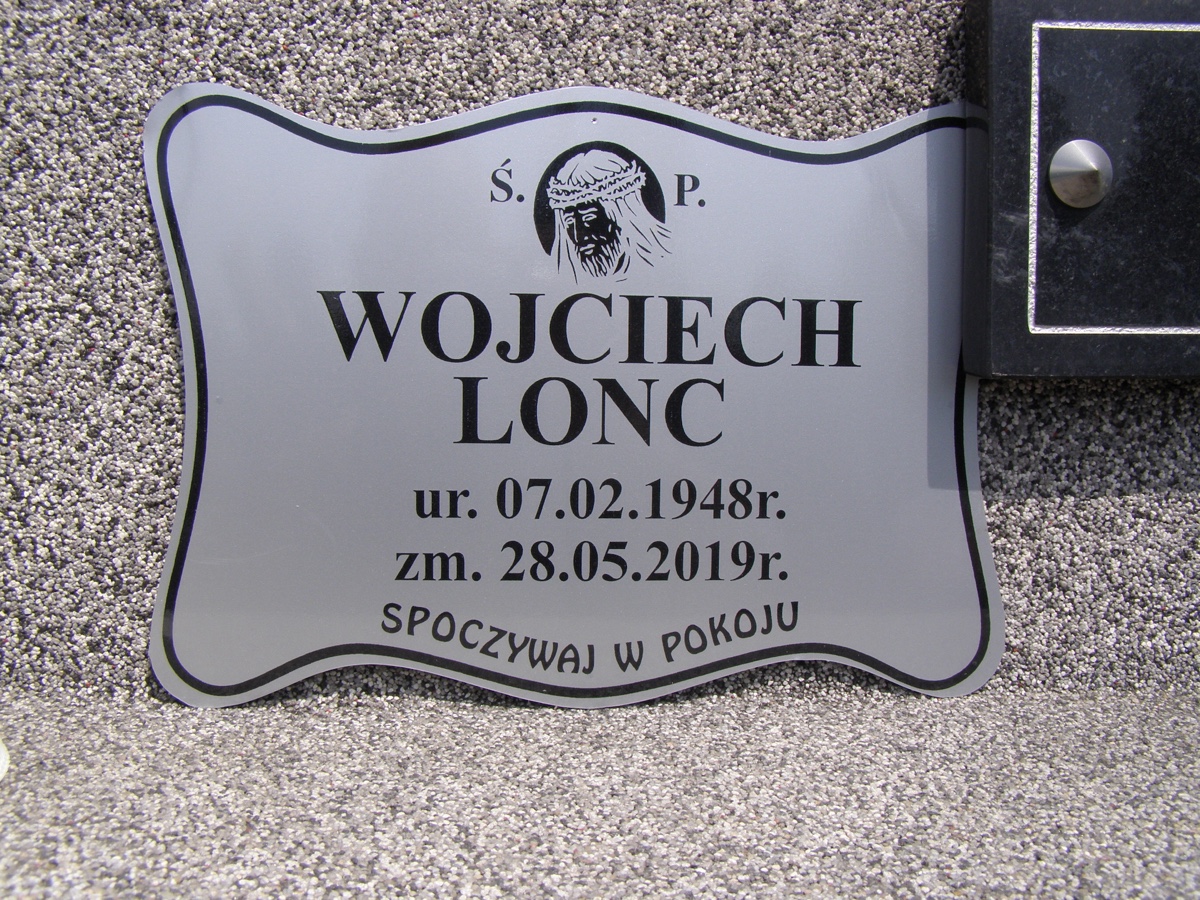 Ś. P.
WOJCIECH
LONC
ur. 07.02.1948r.
zm. 28.05.2019r.
SPOCZYWAJ W POKOJU